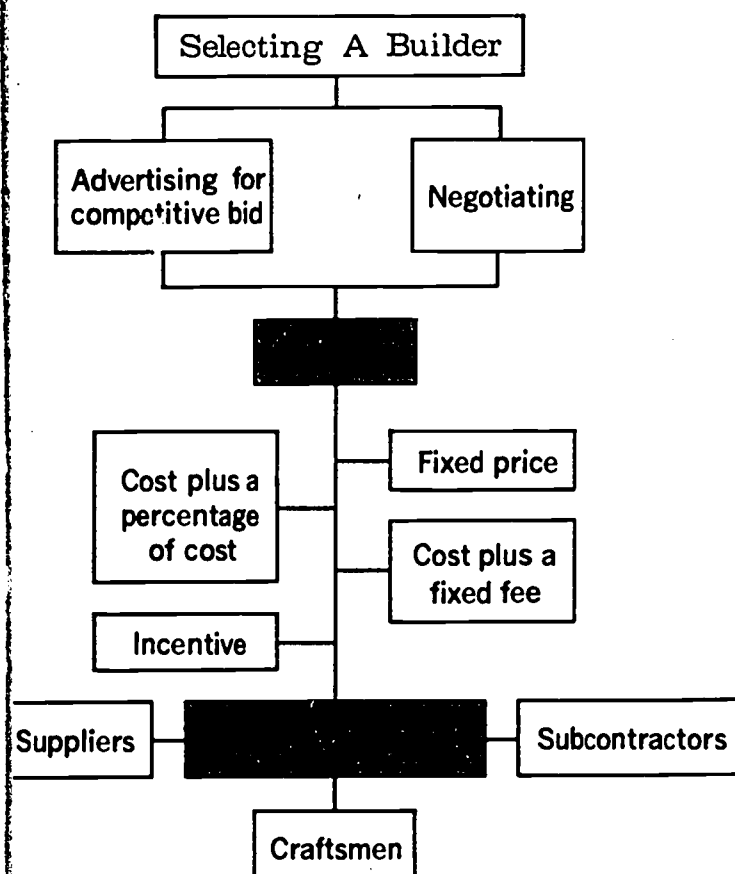 Selecting A Builder
Advertising for
competitive bid
Negotiating
Cost plus a
percentage
of cost
Fixed price
Cost plus a
fixed fee
Incentive
Suppliers
Subcontractors
Craftsmen